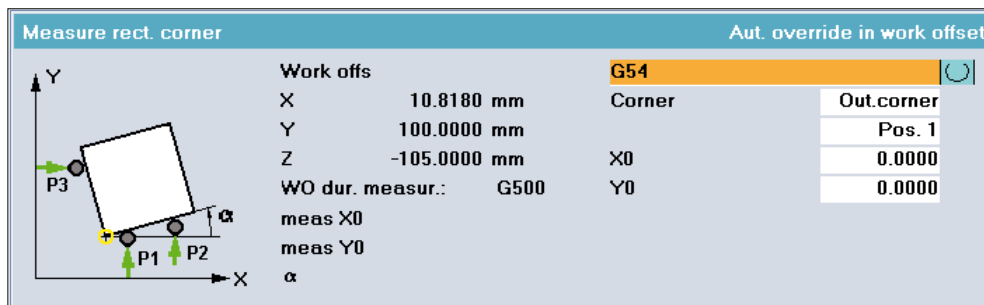 Measure rect. corner Aut. override in work offset
Y
P3
α
P1
P2
X
Work offs G54
X 10.8180 mm Corner Out.corner
Y 100.0000 mm Pos. 1
Z -105.0000 mm X0 0.0000
WO dur. measur.: G500 Y0 0.0000
meas X0
meas Y0
α